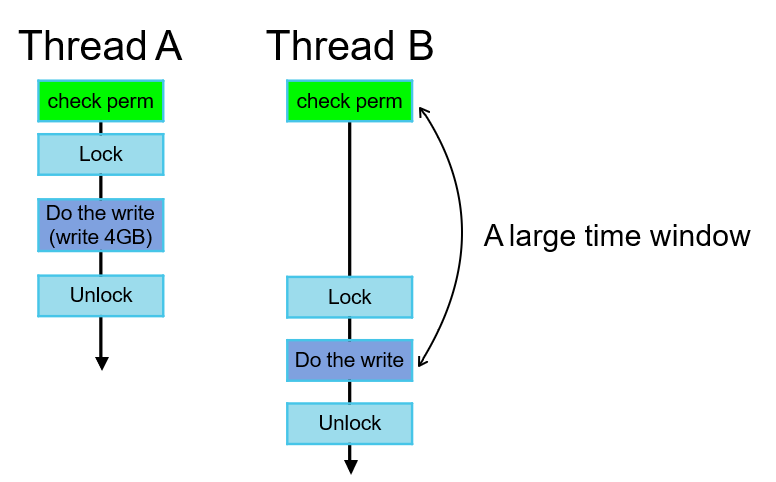 Thread A
Thread B
check perm
check perm
Lock
Do the write
(write 4GB)
A large time window
Unlock
Lock
Do the write
Unlock